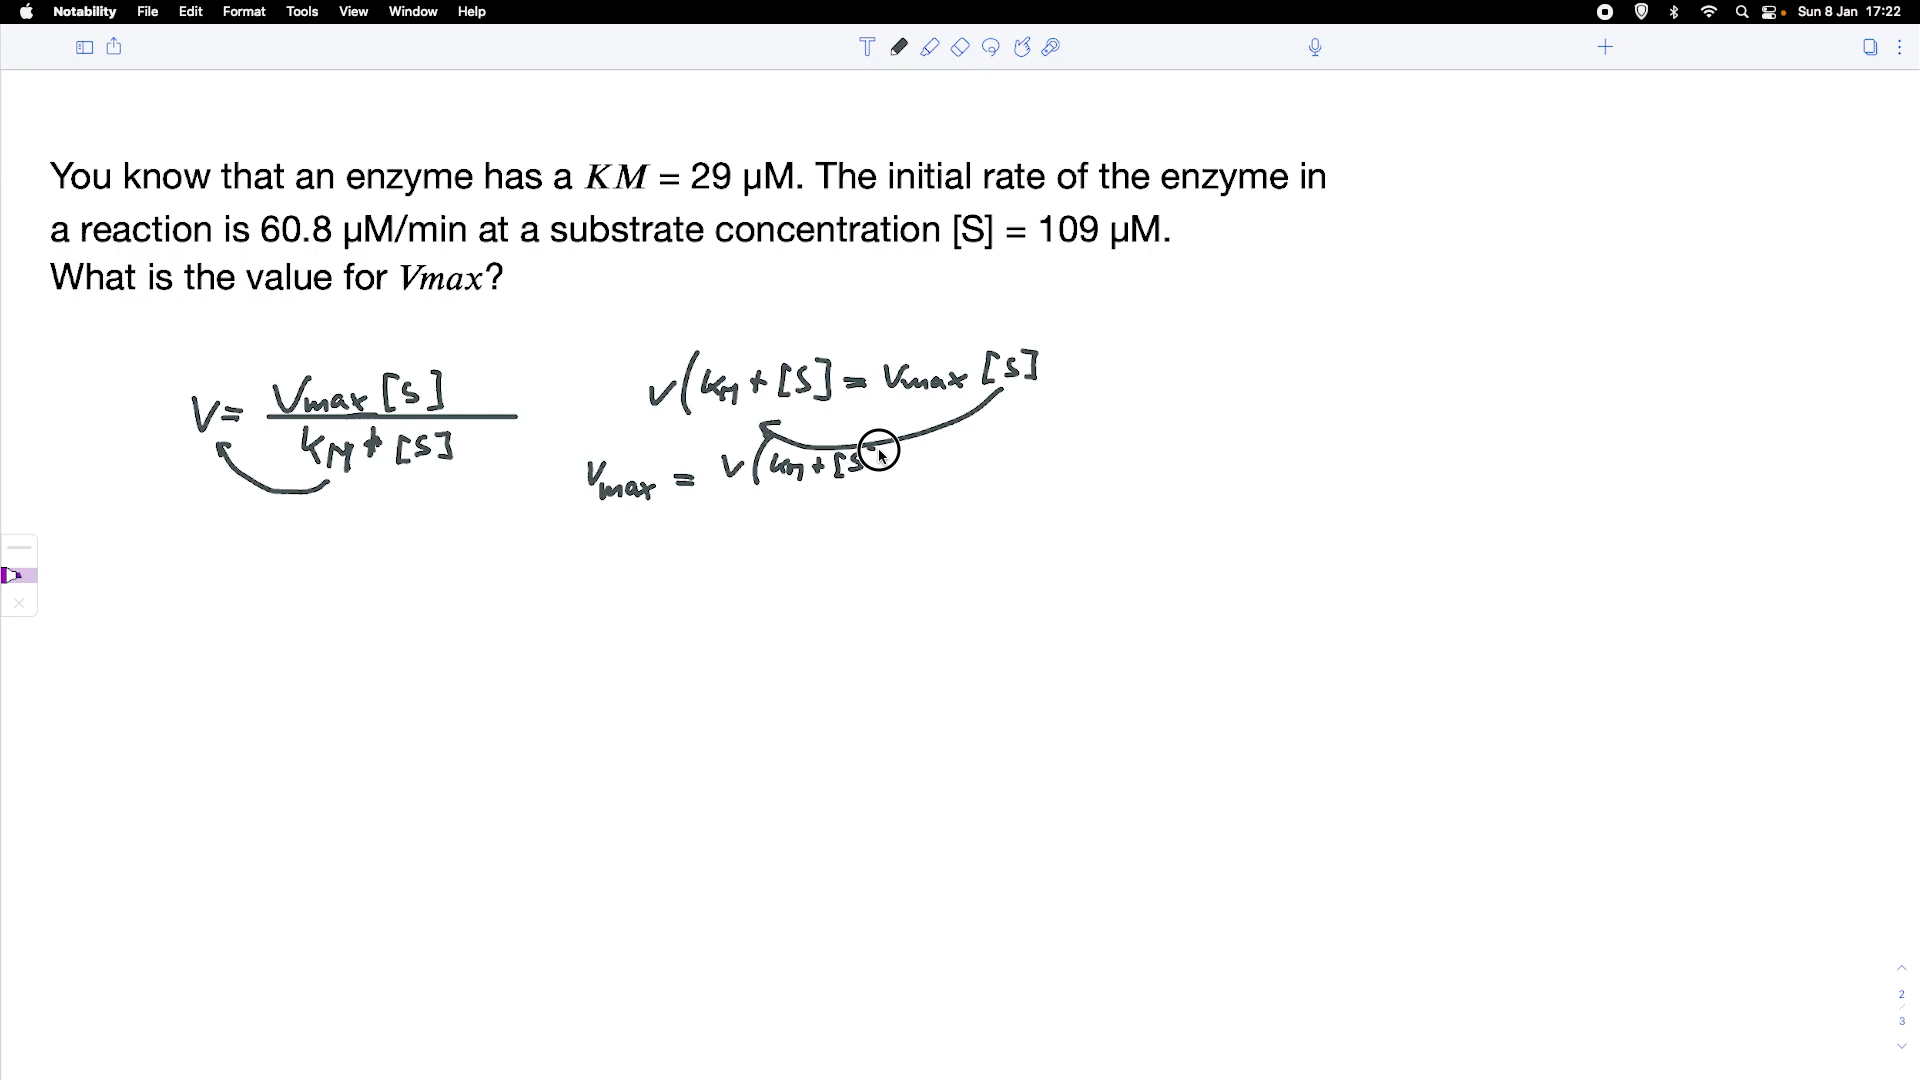 Notability File Edit Format Tools View Window Help Sun 8 Jan 17:22
You know that an enzyme has a KM = 29 µM. The initial rate of the enzyme in
a reaction is 60.8 µM/min at a substrate concentration [S] = 109 µM.
What is the value for Vmax?
V = Vmax [S]
KM + [S]
v(KM + [S] = Vmax [S]
Vmax = v(KM + [S
2
3